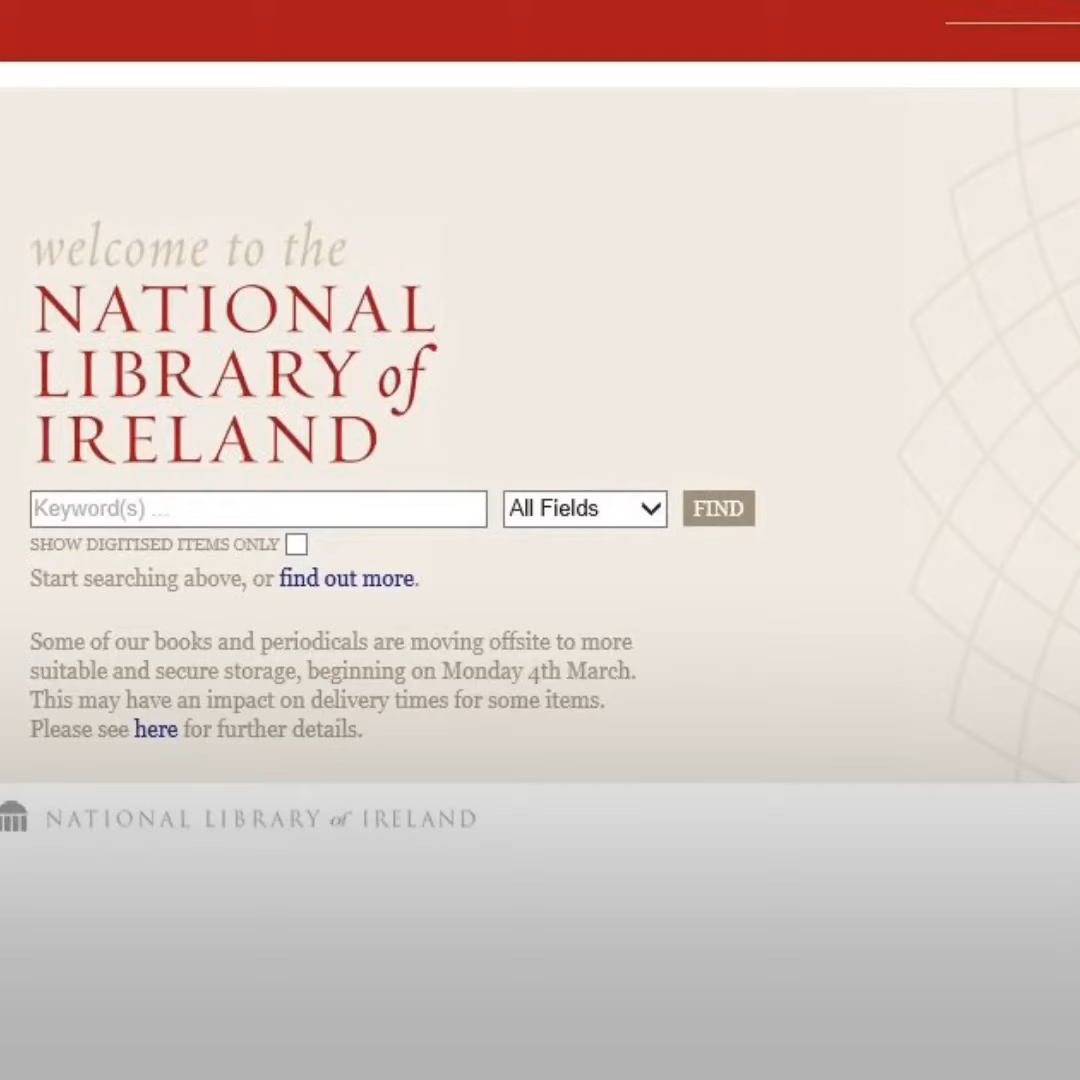 welcome to the
NATIONAL
LIBRARY of
IRELAND
Keyword(s) ...
All Fields
FIND
SHOW DIGITISED ITEMS ONLY
Start searching above, or find out more.
Some of our books and periodicals are moving offsite to more
suitable and secure storage, beginning on Monday 4th March.
This may have an impact on delivery times for some items.
Please see here for further details.
NATIONAL LIBRARY of IRELAND